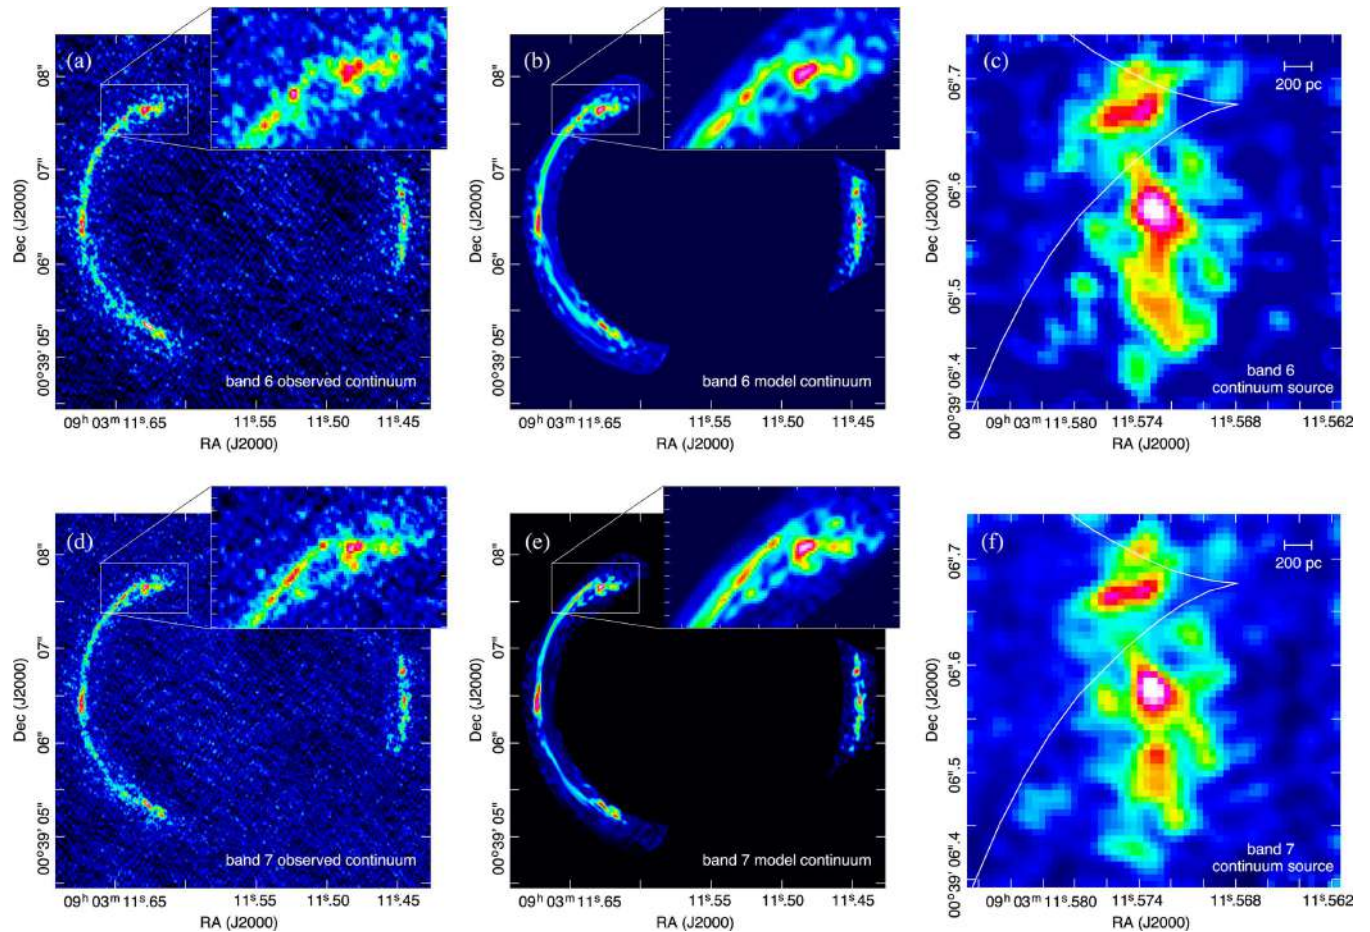 (a)
08"
07"
06"
00°39' 05"
Dec (J2000)
band 6 observed continuum
09ʰ 03ᵐ 11ˢ.65
11ˢ.55
11ˢ.50
11ˢ.45
RA (J2000)
(b)
08"
07"
06"
00°39' 05"
Dec (J2000)
band 6 model continuum
09ʰ 03ᵐ 11ˢ.65
11ˢ.55
11ˢ.50
11ˢ.45
RA (J2000)
(c)
200 pc
06".7
06".6
06".5
00°39' 06".4
Dec (J2000)
band 6
continuum source
09ʰ 03ᵐ 11ˢ.580
11ˢ.574
11ˢ.568
11ˢ.562
RA (J2000)
(d)
08"
07"
06"
00°39' 05"
Dec (J2000)
band 7 observed continuum
09ʰ 03ᵐ 11ˢ.65
11ˢ.55
11ˢ.50
11ˢ.45
RA (J2000)
(e)
08"
07"
06"
00°39' 05"
Dec (J2000)
band 7 model continuum
09ʰ 03ᵐ 11ˢ.65
11ˢ.55
11ˢ.50
11ˢ.45
RA (J2000)
(f)
200 pc
06".7
06".6
06".5
00°39' 06".4
Dec (J2000)
band 7
continuum source
09ʰ 03ᵐ 11ˢ.580
11ˢ.574
11ˢ.568
11ˢ.562
RA (J2000)